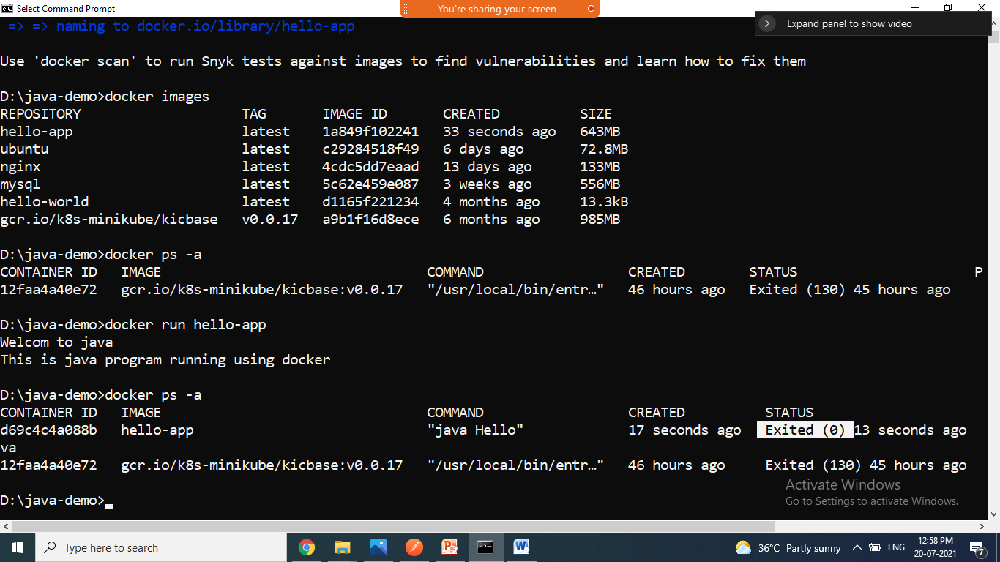 Select Command Prompt
You're sharing your screen
Expand panel to show video
=> => naming to docker.io/library/hello-app
Use 'docker scan' to run Snyk tests against images to find vulnerabilities and learn how to fix them
D:\java-demo>docker images
REPOSITORY TAG IMAGE ID CREATED SIZE
hello-app latest 1a849f102241 33 seconds ago 643MB
ubuntu latest c29284518f49 6 days ago 72.8MB
nginx latest 4cdc5dd7eaad 13 days ago 133MB
mysql latest 5c62e459e087 3 weeks ago 556MB
hello-world latest d1165f221234 4 months ago 13.3kB
gcr.io/k8s-minikube/kicbase v0.0.17 a9b1f16d8ece 6 months ago 985MB
D:\java-demo>docker ps -a
CONTAINER ID IMAGE COMMAND CREATED STATUS P
12faa4a40e72 gcr.io/k8s-minikube/kicbase:v0.0.17 "/usr/local/bin/entr…" 46 hours ago Exited (130) 45 hours ago
D:\java-demo>docker run hello-app
Welcom to java
This is java program running using docker
D:\java-demo>docker ps -a
CONTAINER ID IMAGE COMMAND CREATED STATUS
d69c4c4a088b hello-app "java Hello" 17 seconds ago Exited (0) 13 seconds ago
va
12faa4a40e72 gcr.io/k8s-minikube/kicbase:v0.0.17 "/usr/local/bin/entr…" 46 hours ago Exited (130) 45 hours ago
Activate Windows
D:\java-demo>
Go to Settings to activate Windows.
Type here to search
36°C Partly sunny
ENG
12:58 PM
20-07-2021
7